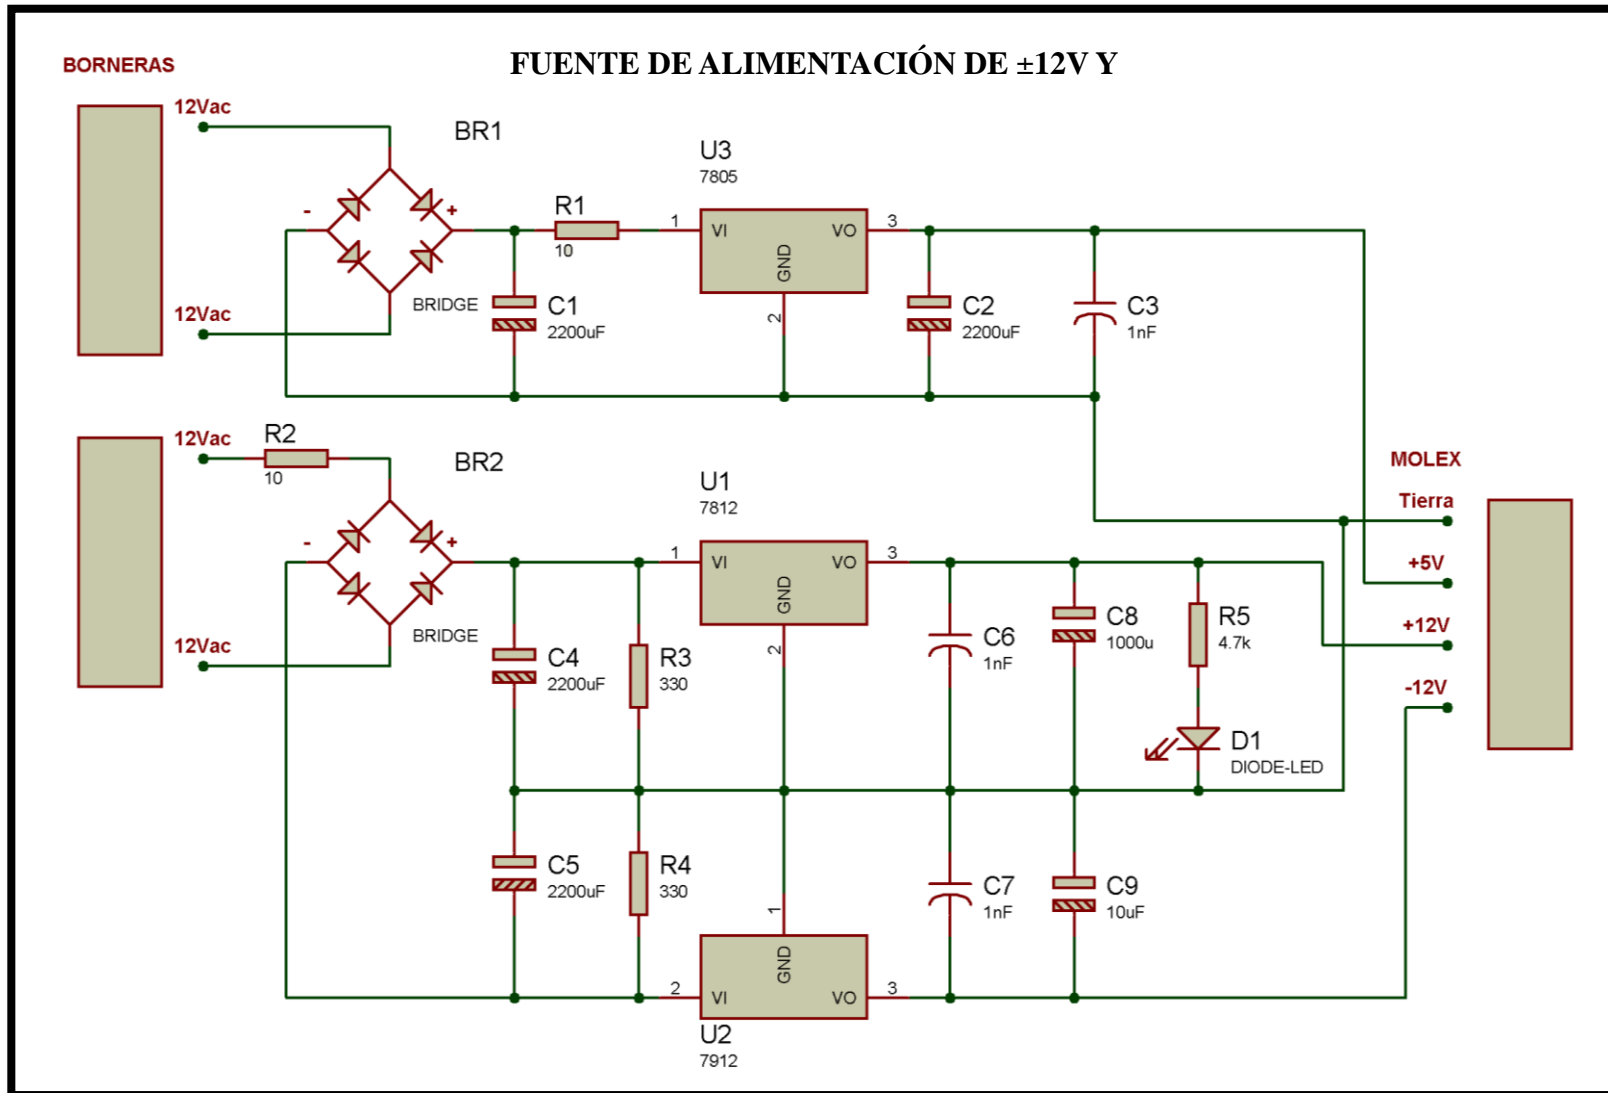 FUENTE DE ALIMENTACIÓN DE ±12V Y
BORNERAS
12Vac
BR1
U3
7805
R1
10
1
VI
VO
3
GND
2
-
+
BRIDGE
C1
2200uF
C2
2200uF
C3
1nF
12Vac
12Vac
R2
10
BR2
U1
7812
MOLEX
Tierra
+5V
+12V
-12V
-
+
1
VI
VO
3
GND
2
BRIDGE
12Vac
C4
2200uF
R3
330
C6
1nF
C8
1000u
R5
4.7k
D1
DIODE-LED
C5
2200uF
R4
330
C7
1nF
C9
10uF
1
GND
2
VI
VO
3
U2
7912